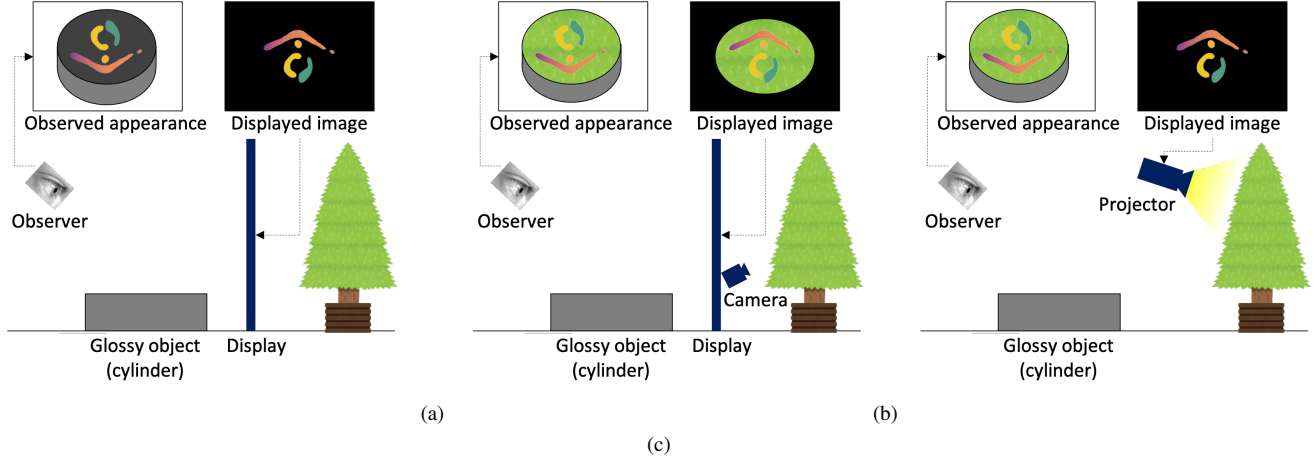 Observed appearance
Displayed image
Observer
Glossy object
(cylinder)
Display
Observed appearance
Displayed image
Observer
Camera
Glossy object
(cylinder)
Display
Observed appearance
Displayed image
Projector
Observer
Glossy object
(cylinder)
(a)
(b)
(c)